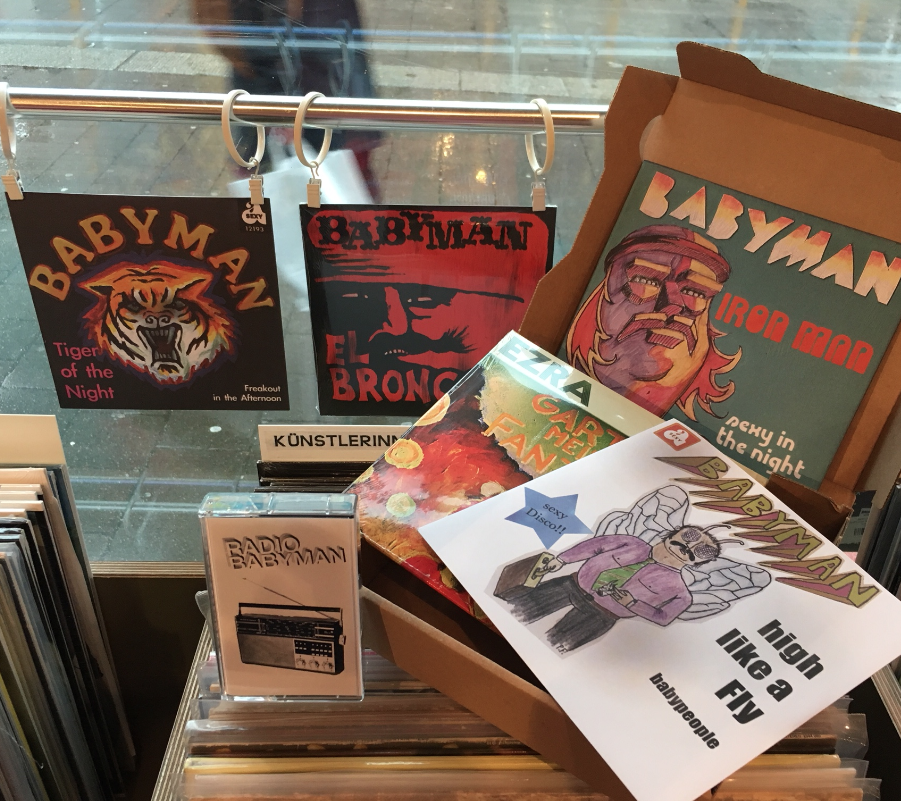 BABYMAN
SEXY
12193
Tiger
of the
Night
Freakout
in the Afternoon
BABYMAN
EL
BRONC
BABYMAN
IRON MAN
sexy in
the night
KÜNSTLERINN
EZRA
FAN
RADIO
BABYMAN
BABYMAN
sexy
Disco!!
high
like a
Fly
babypeople